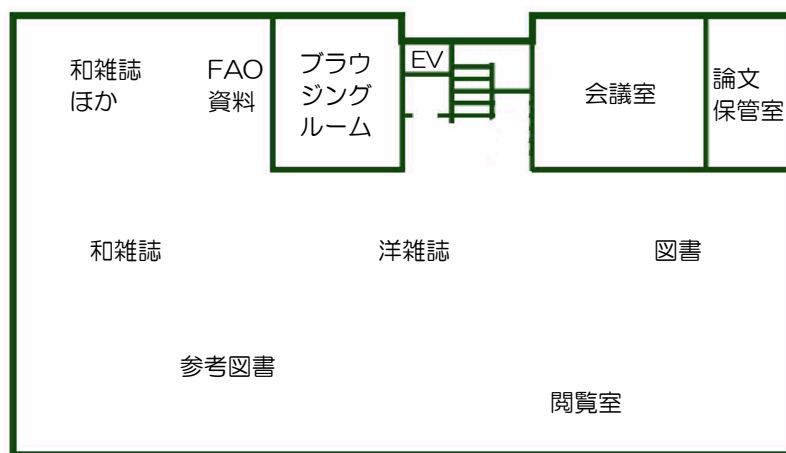 和雑誌
ほか
FAO
資料
ブラウ
ジング
ルーム
EV
会議室
論文
保管室
和雑誌
洋雑誌
図書
参考図書
閲覧室